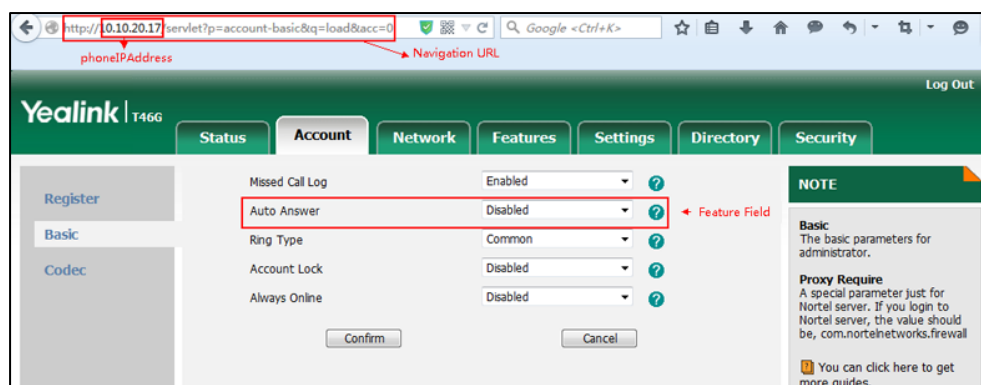 http://10.10.20.17/servlet?p=account-basic&q=load&acc=0
Google <Ctrl+K>
phoneIPAddress
Navigation URL
Log Out
Yealink T46G
Status Account Network Features Settings Directory Security
Register
Basic
Codec
Missed Call Log Enabled
Auto Answer Disabled
Feature Field
Ring Type Common
Account Lock Disabled
Always Online Disabled
Confirm Cancel
NOTE
Basic
The basic parameters for
administrator.
Proxy Require
A special parameter just for
Nortel server. If you login to
Nortel server, the value should
be, com.nortelnetworks.firewall
You can click here to get
more guides.